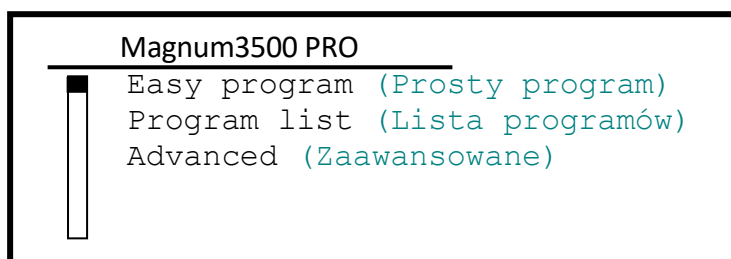 Magnum3500 PRO
Easy program (Prosty program)
Program list (Lista programów)
Advanced (Zaawansowane)